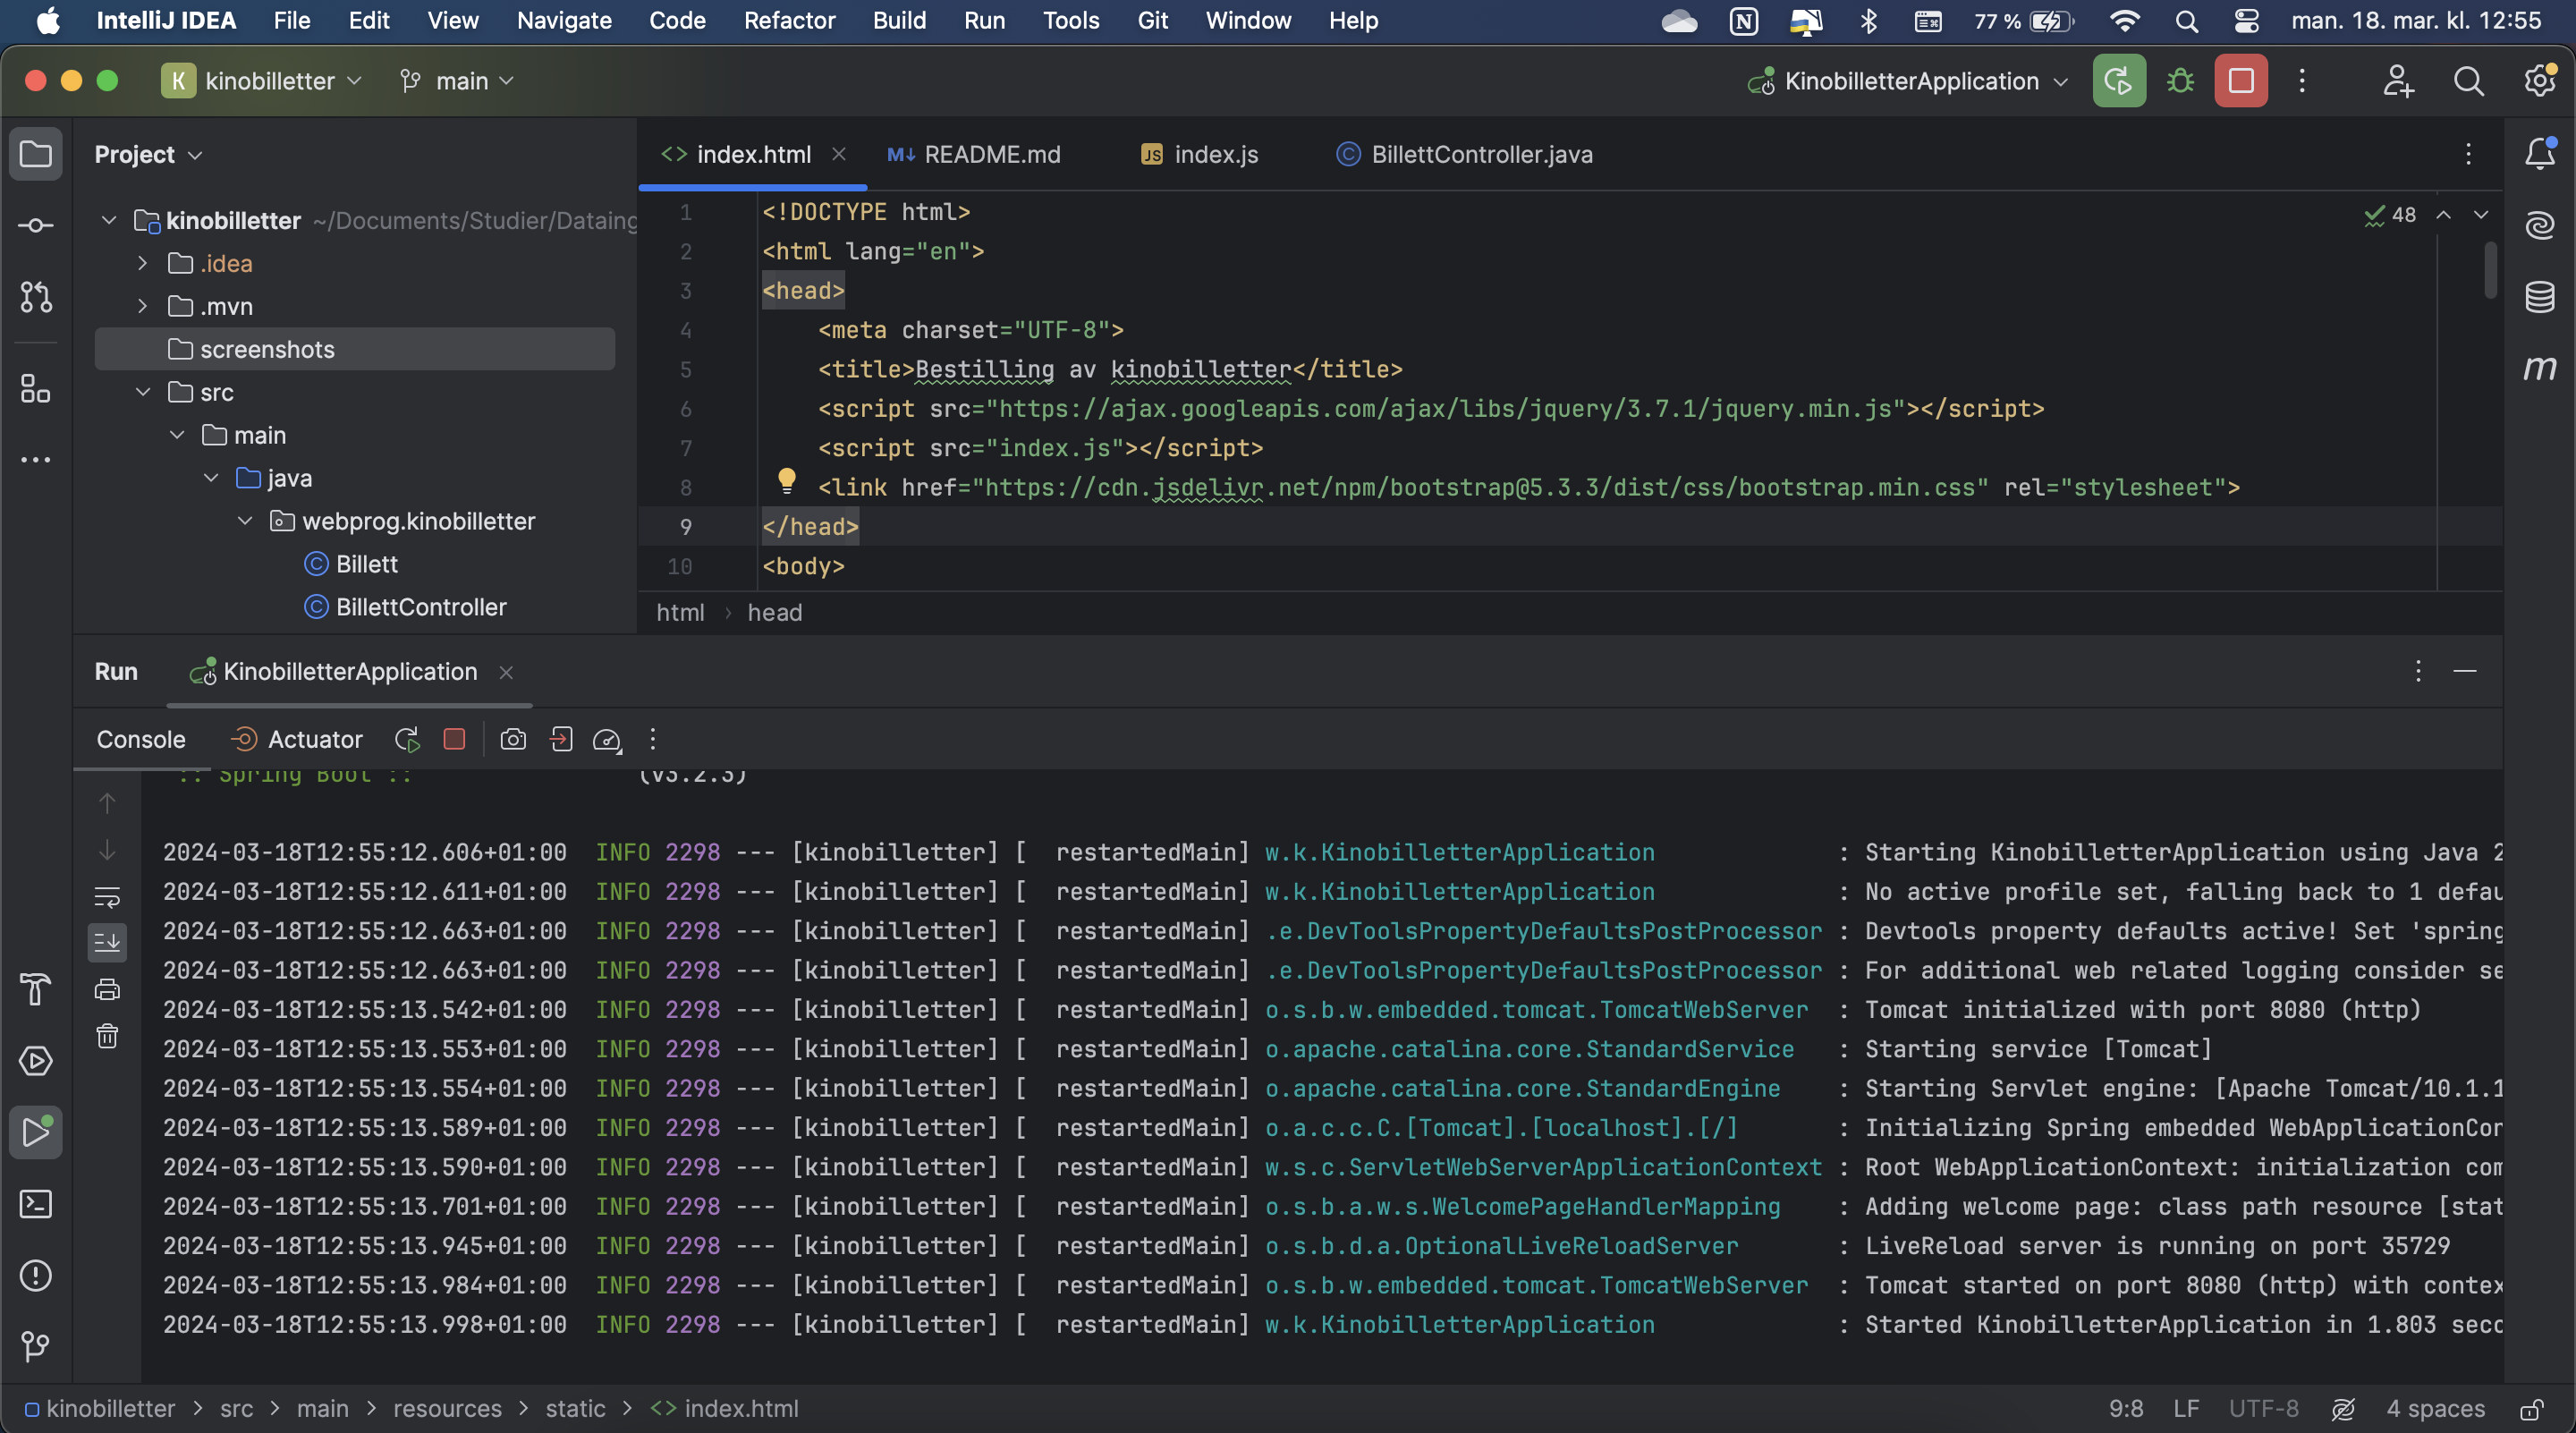 IntelliJ IDEA File Edit View Navigate Code Refactor Build Run Tools Git Window Help 77 % man. 18. mar. kl. 12:55
K kinobilletter main KinobilletterApplication
Project
kinobilletter ~/Documents/Studier/Dataing
.idea
.mvn
screenshots
src
main
java
webprog.kinobilletter
Billett
BillettController
index.html README.md index.js BillettController.java
48
1 <!DOCTYPE html>
2 <html lang="en">
3 <head>
4 <meta charset="UTF-8">
5 <title>Bestilling av kinobilletter</title>
6 <script src="https://ajax.googleapis.com/ajax/libs/jquery/3.7.1/jquery.min.js"></script>
7 <script src="index.js"></script>
8 <link href="https://cdn.jsdelivr.net/npm/bootstrap@5.3.3/dist/css/bootstrap.min.css" rel="stylesheet">
9 </head>
10 <body>
html › head
Run KinobilletterApplication
Console Actuator
:: Spring Boot :: (v3.2.3)
2024-03-18T12:55:12.606+01:00 INFO 2298 --- [kinobilletter] [ restartedMain] w.k.KinobilletterApplication : Starting KinobilletterApplication using Java 2
2024-03-18T12:55:12.611+01:00 INFO 2298 --- [kinobilletter] [ restartedMain] w.k.KinobilletterApplication : No active profile set, falling back to 1 defau
2024-03-18T12:55:12.663+01:00 INFO 2298 --- [kinobilletter] [ restartedMain] .e.DevToolsPropertyDefaultsPostProcessor : Devtools property defaults active! Set 'spring
2024-03-18T12:55:12.663+01:00 INFO 2298 --- [kinobilletter] [ restartedMain] .e.DevToolsPropertyDefaultsPostProcessor : For additional web related logging consider se
2024-03-18T12:55:13.542+01:00 INFO 2298 --- [kinobilletter] [ restartedMain] o.s.b.w.embedded.tomcat.TomcatWebServer : Tomcat initialized with port 8080 (http)
2024-03-18T12:55:13.553+01:00 INFO 2298 --- [kinobilletter] [ restartedMain] o.apache.catalina.core.StandardService : Starting service [Tomcat]
2024-03-18T12:55:13.554+01:00 INFO 2298 --- [kinobilletter] [ restartedMain] o.apache.catalina.core.StandardEngine : Starting Servlet engine: [Apache Tomcat/10.1.1
2024-03-18T12:55:13.589+01:00 INFO 2298 --- [kinobilletter] [ restartedMain] o.a.c.c.C.[Tomcat].[localhost].[/] : Initializing Spring embedded WebApplicationCon
2024-03-18T12:55:13.590+01:00 INFO 2298 --- [kinobilletter] [ restartedMain] w.s.c.ServletWebServerApplicationContext : Root WebApplicationContext: initialization com
2024-03-18T12:55:13.701+01:00 INFO 2298 --- [kinobilletter] [ restartedMain] o.s.b.a.w.s.WelcomePageHandlerMapping : Adding welcome page: class path resource [stat
2024-03-18T12:55:13.945+01:00 INFO 2298 --- [kinobilletter] [ restartedMain] o.s.b.d.a.OptionalLiveReloadServer : LiveReload server is running on port 35729
2024-03-18T12:55:13.984+01:00 INFO 2298 --- [kinobilletter] [ restartedMain] o.s.b.w.embedded.tomcat.TomcatWebServer : Tomcat started on port 8080 (http) with contex
2024-03-18T12:55:13.998+01:00 INFO 2298 --- [kinobilletter] [ restartedMain] w.k.KinobilletterApplication : Started KinobilletterApplication in 1.803 seco
kinobilletter › src › main › resources › static › index.html 9:8 LF UTF-8 4 spaces